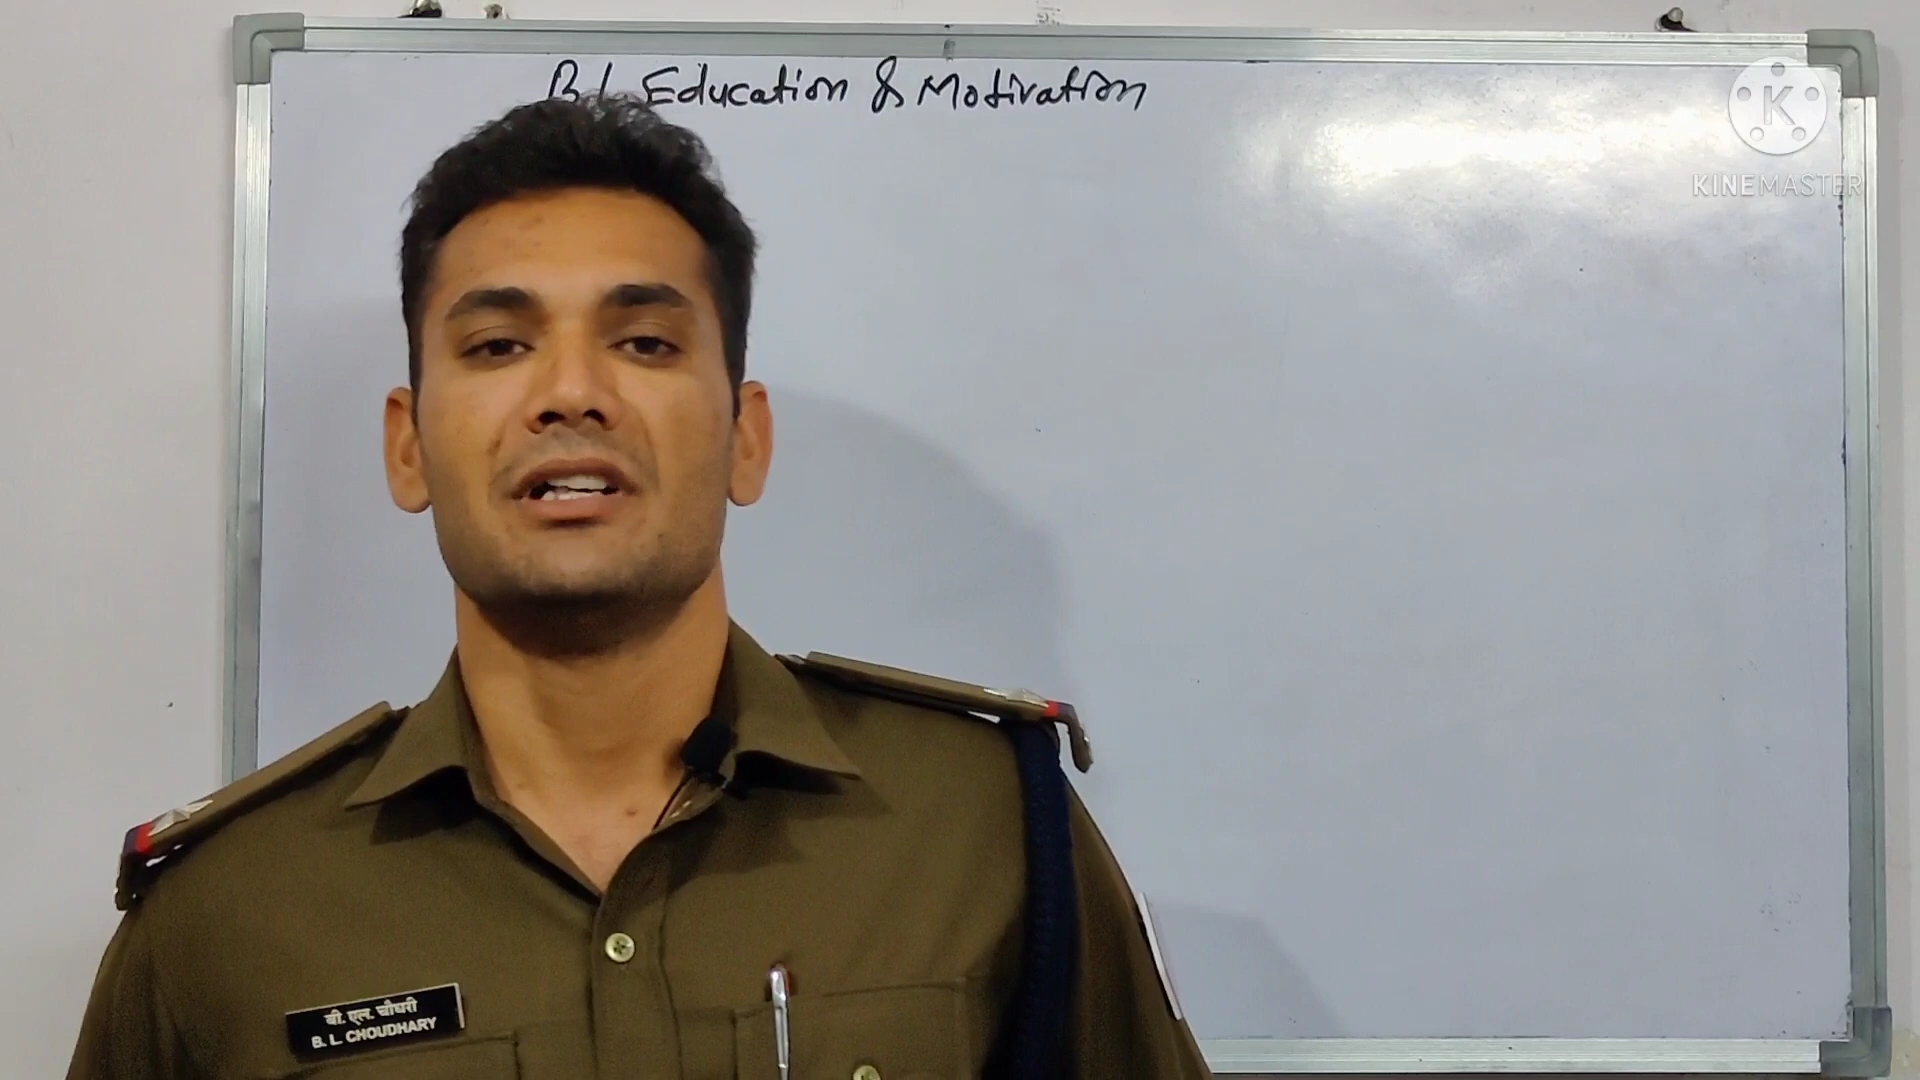 B L Education & Motivation
KINEMASTER
बी. एल. चौधरी
B. L. CHOUDHARY